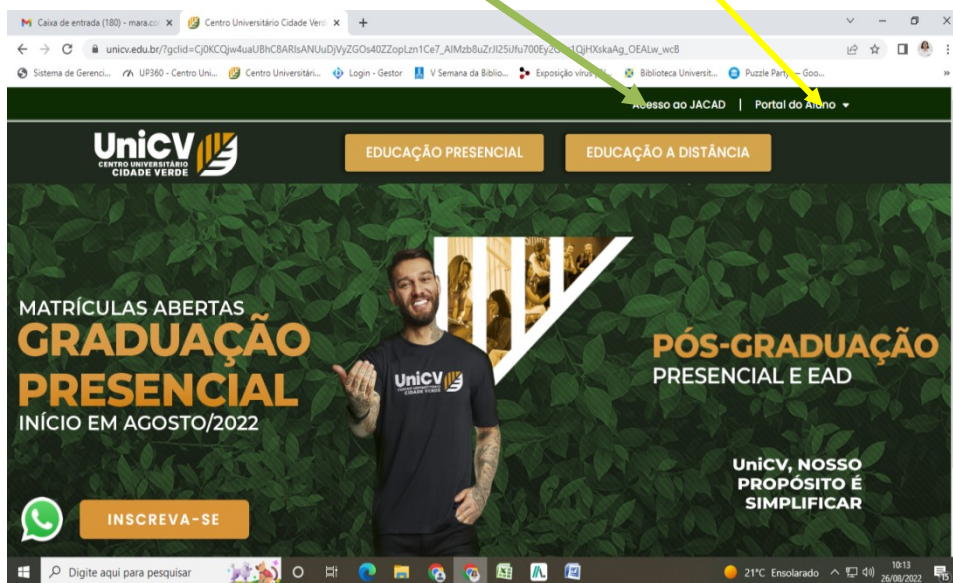 Caixa de entrada (180) - mara.co
Centro Universitário Cidade Verd
unicv.edu.br/?gclid=
Sistema de Gerenci...
UP360 - Centro Uni...
Centro Universitári...
Login - Gestor
V Semana da Biblio...
Exposição
Biblioteca Universit...
Puzzle Party — Goo...
Acesso ao JACAD | Portal do Aluno
UniCV
CENTRO UNIVERSITÁRIO
CIDADE VERDE
EDUCAÇÃO PRESENCIAL
EDUCAÇÃO A DISTÂNCIA
MATRÍCULAS ABERTAS
GRADUAÇÃO
PRESENCIAL
INÍCIO EM AGOSTO/2022
UniCV
CENTRO UNIVERSITÁRIO
CIDADE VERDE
PÓS-GRADUAÇÃO
PRESENCIAL E EAD
UniCV, NOSSO
PROPÓSITO É
SIMPLIFICAR
INSCREVA-SE
Digite aqui para pesquisar
21°C Ensolarado
10:13
26/08/2022
15